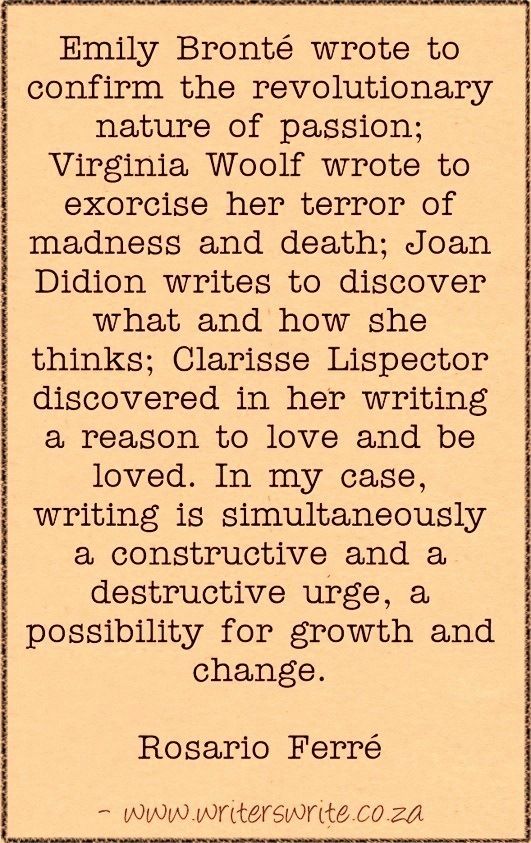 Emily Bronté wrote to
confirm the revolutionary
nature of passion;
Virginia Woolf wrote to
exorcise her terror of
madness and death; Joan
Didion writes to discover
what and how she
thinks; Clarisse Lispector
discovered in her writing
a reason to love and be
loved. In my case,
writing is simultaneously
a constructive and a
destructive urge, a
possibility for growth and
change.
Rosario Ferré
- www.writerswrite.co.za